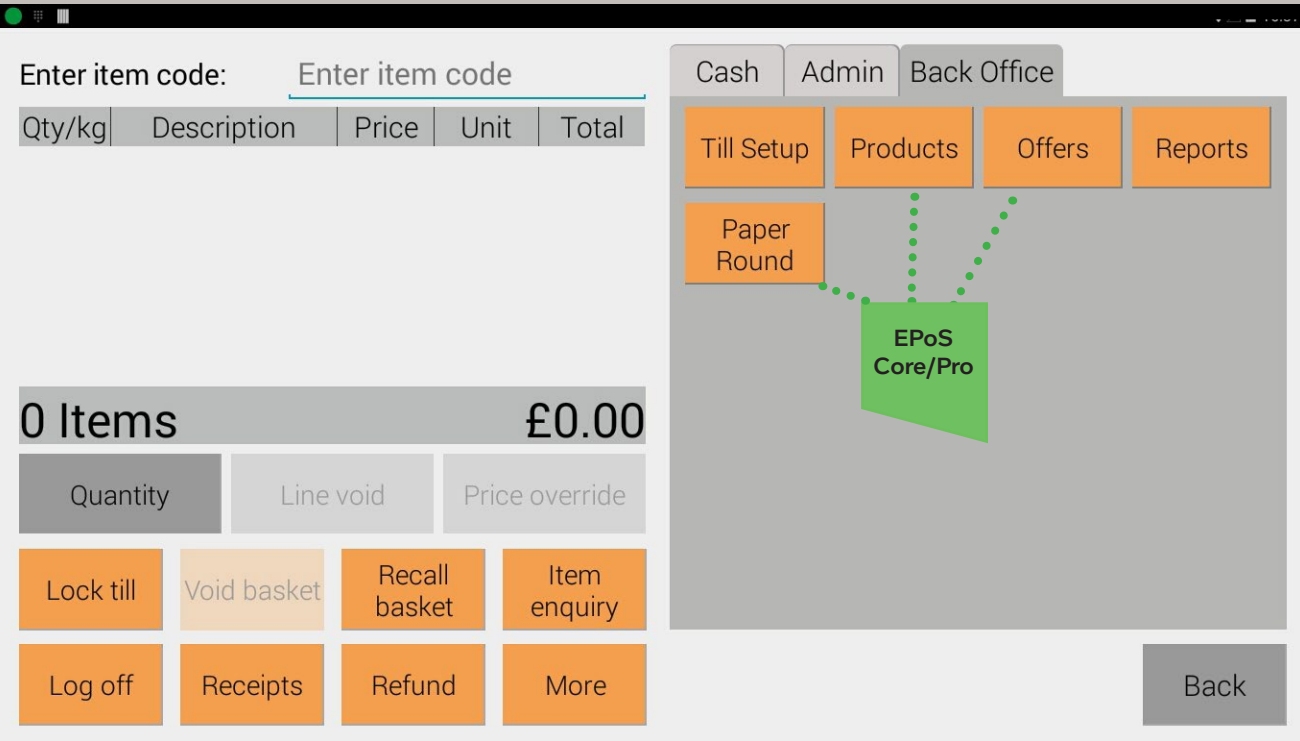 Enter item code: Enter item code
Qty/kg Description Price Unit Total
0 Items £0.00
Quantity Line void Price override
Lock till Void basket Recall basket Item enquiry
Log off Receipts Refund More
Cash Admin Back Office
Till Setup Products Offers Reports
Paper
Round
EPoS
Core/Pro
Back